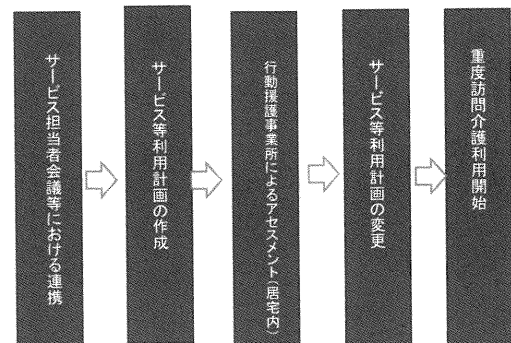 サービス担当者会議等における連携
サービス等利用計画の作成
行動援護事業所によるアセスメント(居宅内)
サービス等利用計画の変更
重度訪問介護利用開始